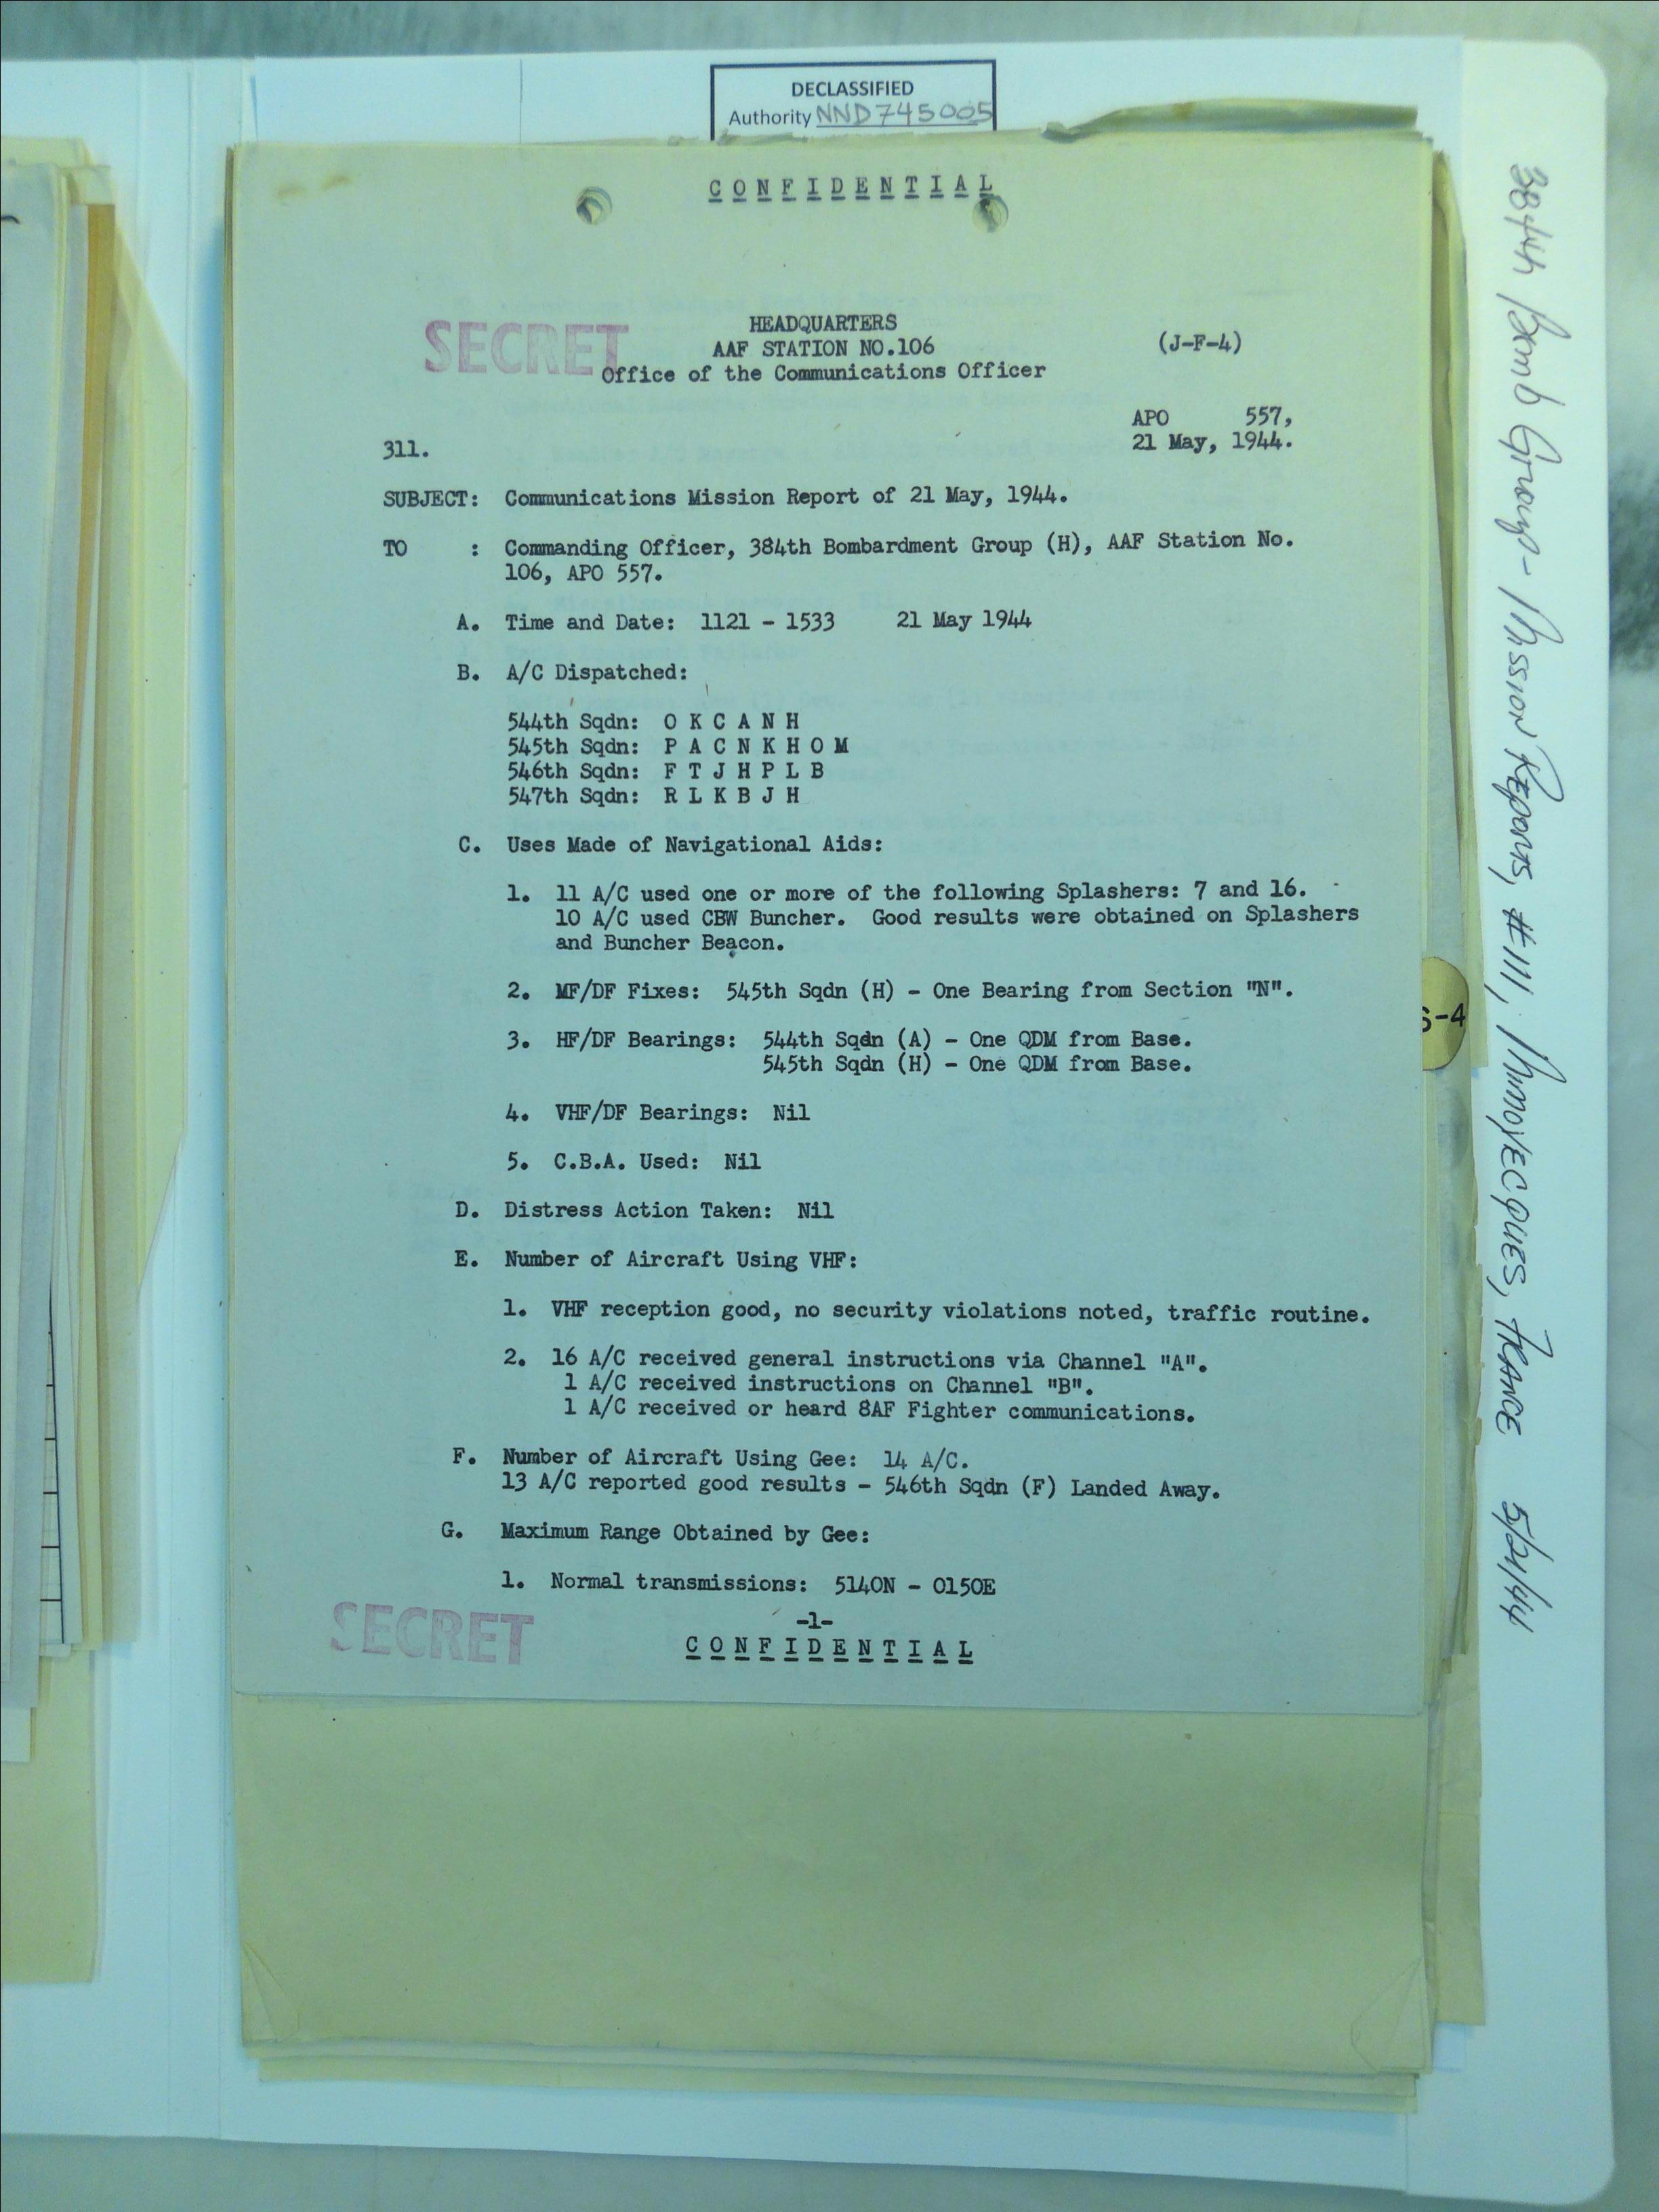 DECLASSIFIED
Authority NND745005
C O N F I D E N T I A L
SECRET
HEADQUARTERS
AAF STATION NO.106
(J-F-4)
Office of the Communications Officer
APO 557,
21 May, 1944.
311.
SUBJECT: Communications Mission Report of 21 May, 1944.
TO : Commanding Officer, 384th Bombardment Group (H), AAF Station No.
106, APO 557.
A. Time and Date: 1121 - 1533 21 May 1944
B. A/C Dispatched:
544th Sqdn: O K C A N H
545th Sqdn: P A C N K H O M
546th Sqdn: F T J H P L B
547th Sqdn: R L K B J H
C. Uses Made of Navigational Aids:
1. 11 A/C used one or more of the following Splashers: 7 and 16.
10 A/C used CBW Buncher. Good results were obtained on Splashers
and Buncher Beacon.
2. MF/DF Fixes: 545th Sqdn (H) - One Bearing from Section "N".
3. HF/DF Bearings: 544th Sqdn (A) - One QDM from Base.
545th Sqdn (H) - One QDM from Base.
4. VHF/DF Bearings: Nil
5. C.B.A. Used: Nil
D. Distress Action Taken: Nil
E. Number of Aircraft Using VHF:
1. VHF reception good, no security violations noted, traffic routine.
2. 16 A/C received general instructions via Channel "A".
1 A/C received instructions on Channel "B".
1 A/C received or heard 8AF Fighter communications.
F. Number of Aircraft Using Gee: 14 A/C.
13 A/C reported good results - 546th Sqdn (F) Landed Away.
G. Maximum Range Obtained by Gee:
1. Normal transmissions: 5140N - 0150E
-1-
SECRET
C O N F I D E N T I A L
384th Bomb Group - Mission Reports, #111, Mimoyecques, France 5/21/44
S-4